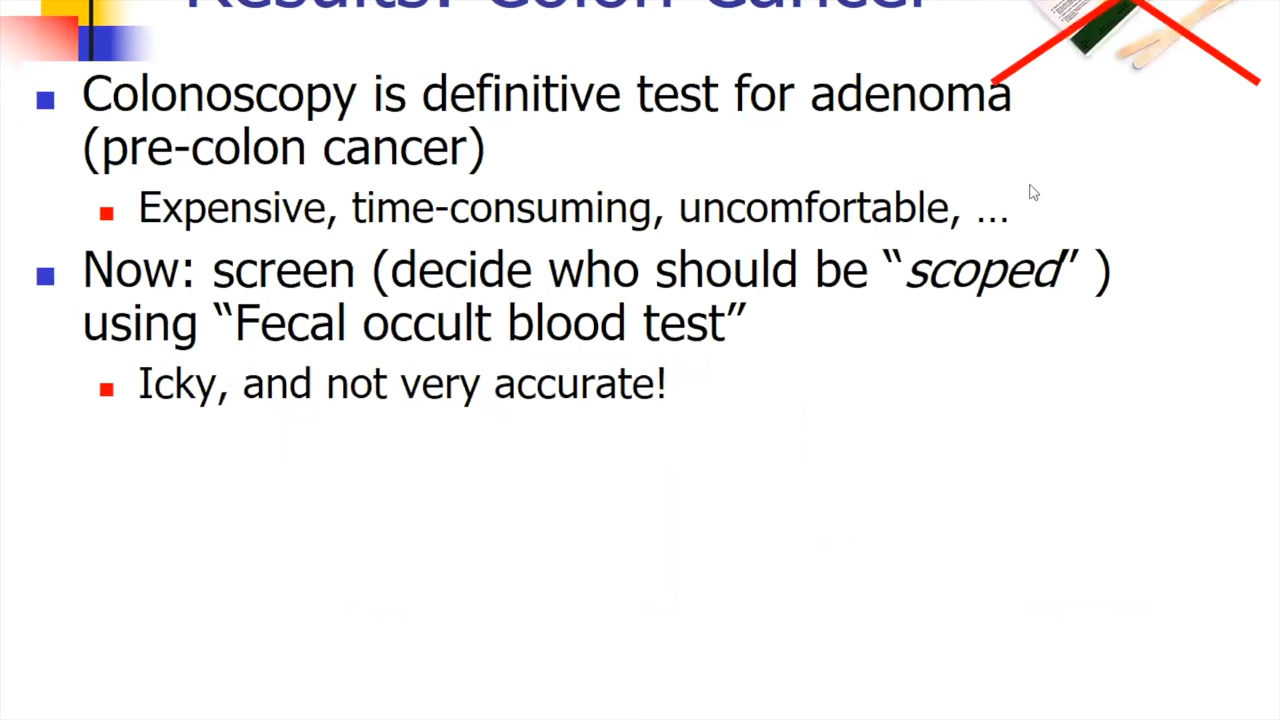 Results: Colon Cancer
Colonoscopy is definitive test for adenoma
(pre-colon cancer)
Expensive, time-consuming, uncomfortable, …
Now: screen (decide who should be “scoped” )
using “Fecal occult blood test”
Icky, and not very accurate!